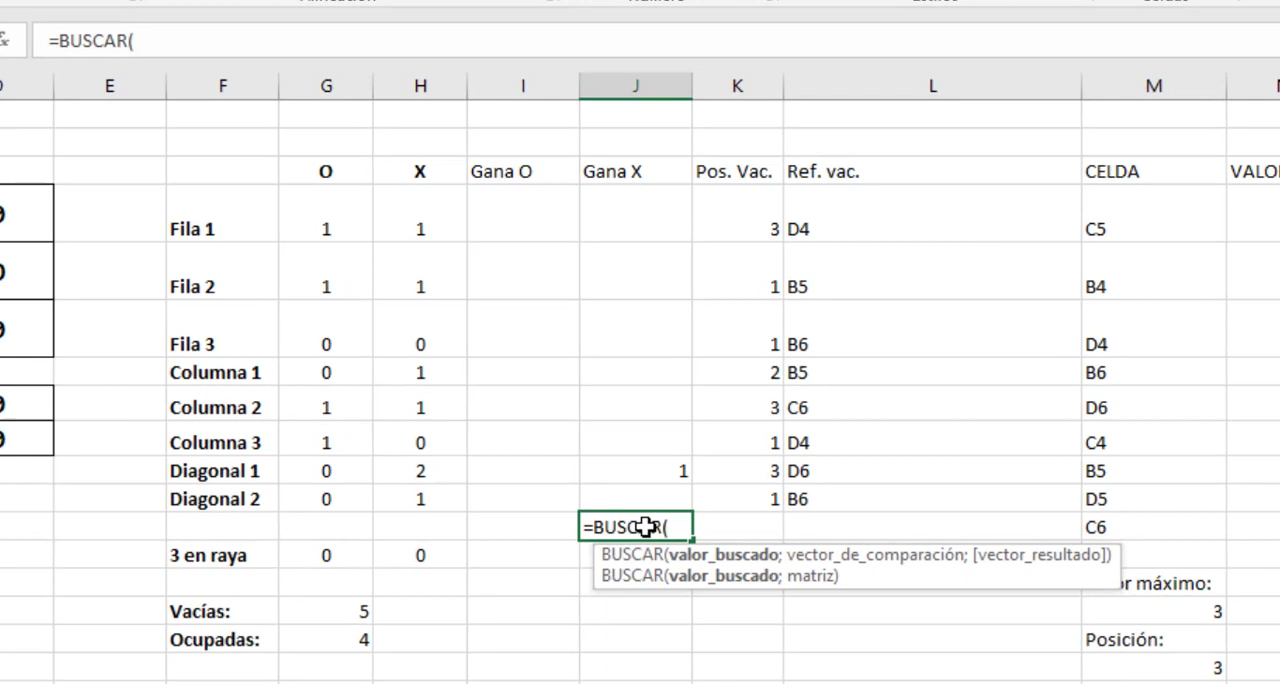 =BUSCAR(
E F G H I J K L M
O X Gana O Gana X Pos. Vac. Ref. vac. CELDA
Fila 1 1 1 3 D4 C5
Fila 2 1 1 1 B5 B4
Fila 3 0 0 1 B6 D4
Columna 1 0 1 2 B5 B6
Columna 2 1 1 3 C6 D6
Columna 3 1 0 1 D4 C4
Diagonal 1 0 2 1 3 D6 B5
Diagonal 2 0 1 1 B6 D5
=BUSCAR( C6
3 en raya 0 0
BUSCAR(valor_buscado; vector_de_comparación; [vector_resultado])
BUSCAR(valor_buscado; matriz)
máximo:
Vacías: 5 3
Ocupadas: 4 Posición:
3